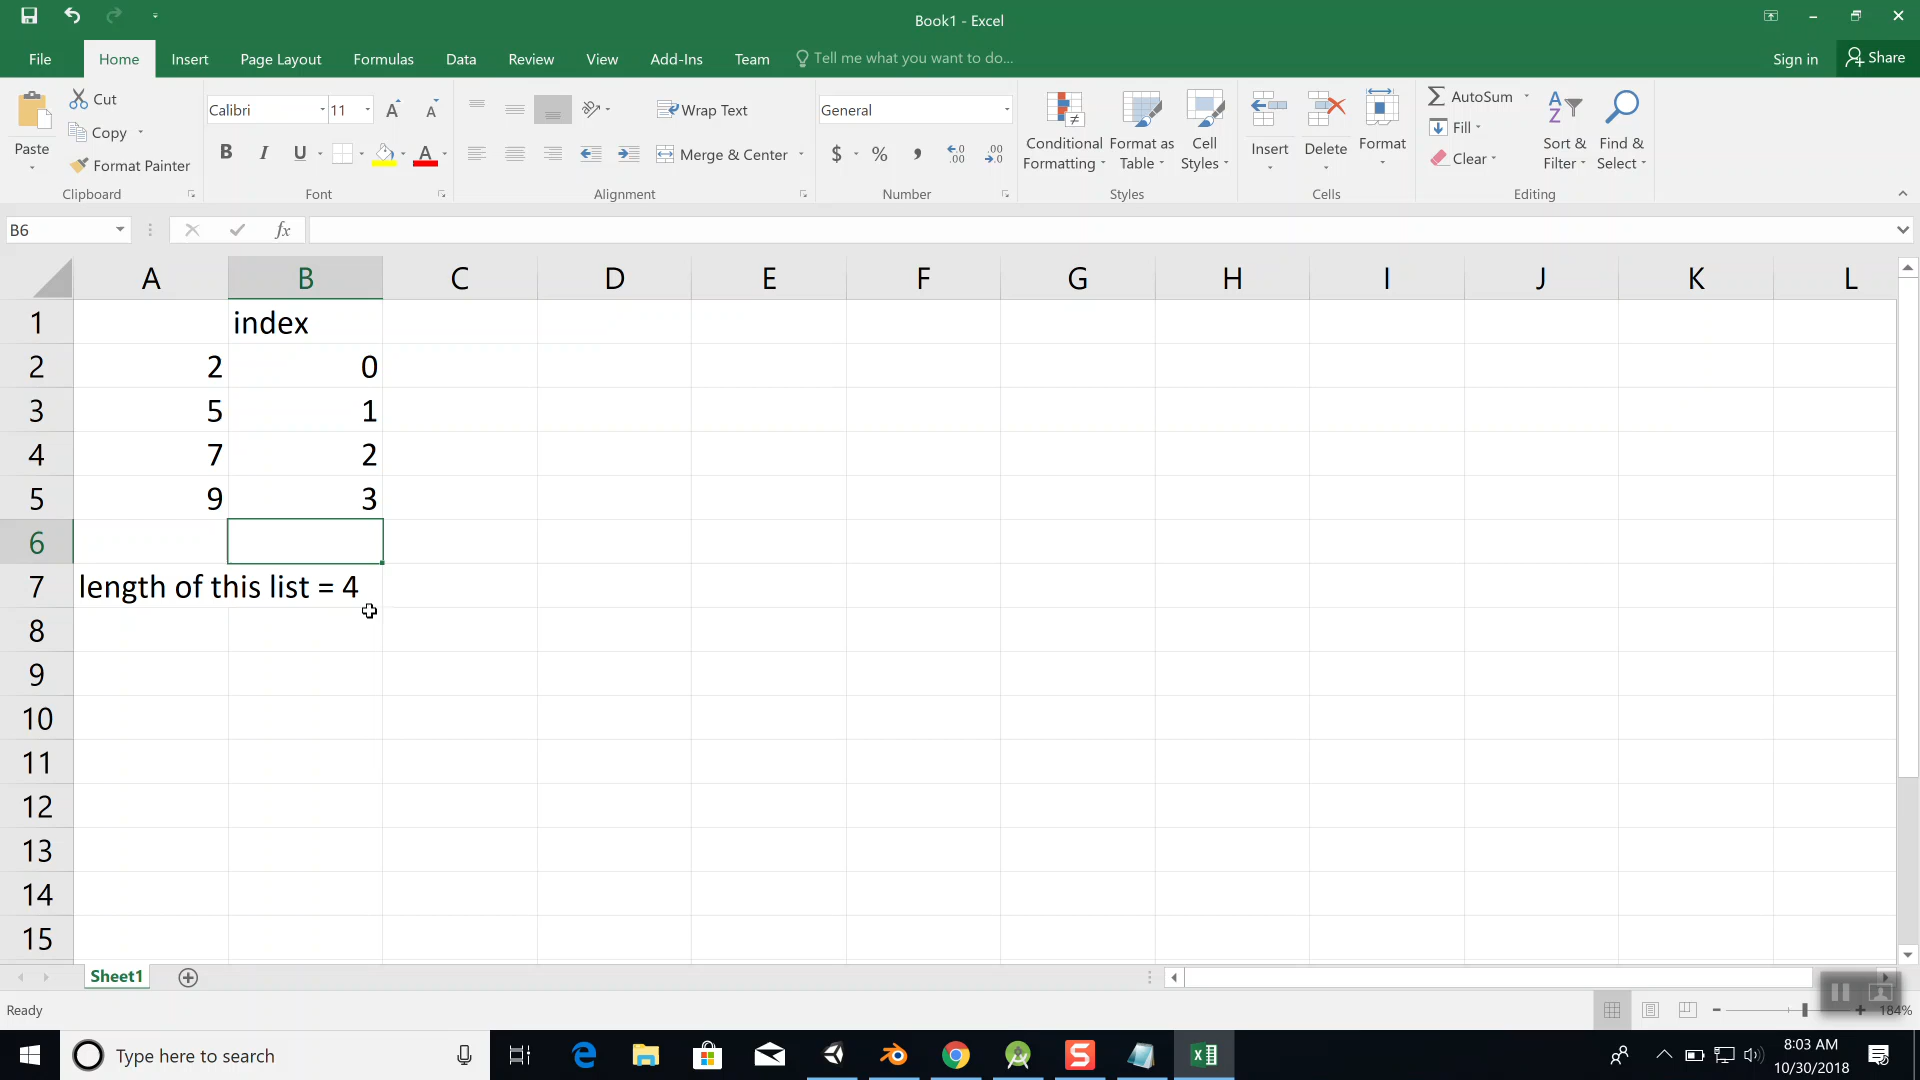 Book1 - Excel
File Home Insert Page Layout Formulas Data Review View Add-Ins Team Tell me what you want to do... Sign in Share
Paste
Cut
Copy
Format Painter
Clipboard
Calibri 11
B I U
Font
Wrap Text
Merge & Center
Alignment
General
$ % ,
Number
Conditional Formatting
Format as Table
Cell Styles
Styles
Insert
Delete
Format
Cells
AutoSum
Fill
Clear
Sort & Filter
Find & Select
Editing
B6 fx
A B C D E F G H I J K L
1 index
2 2 0
3 5 1
4 7 2
5 9 3
6
7 length of this list = 4
8
9
10
11
12
13
14
15
Sheet1
Ready 184%
Type here to search
8:03 AM
10/30/2018